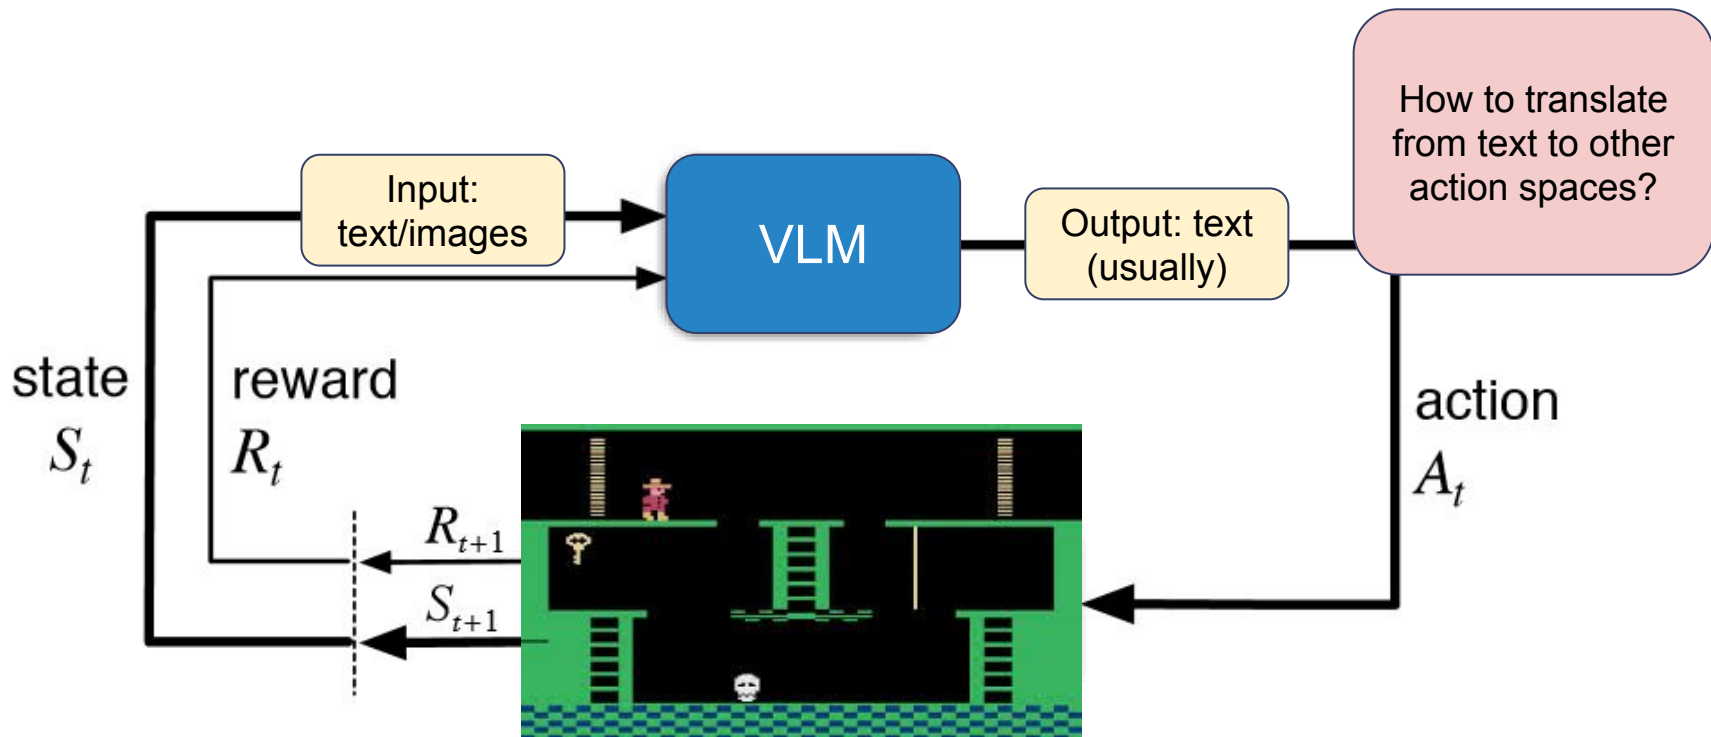 How to translate
from text to other
action spaces?
Input:
text/images
VLM
Output: text
(usually)
state
S_t
reward
R_t
action
A_t
R_{t+1}
S_{t+1}